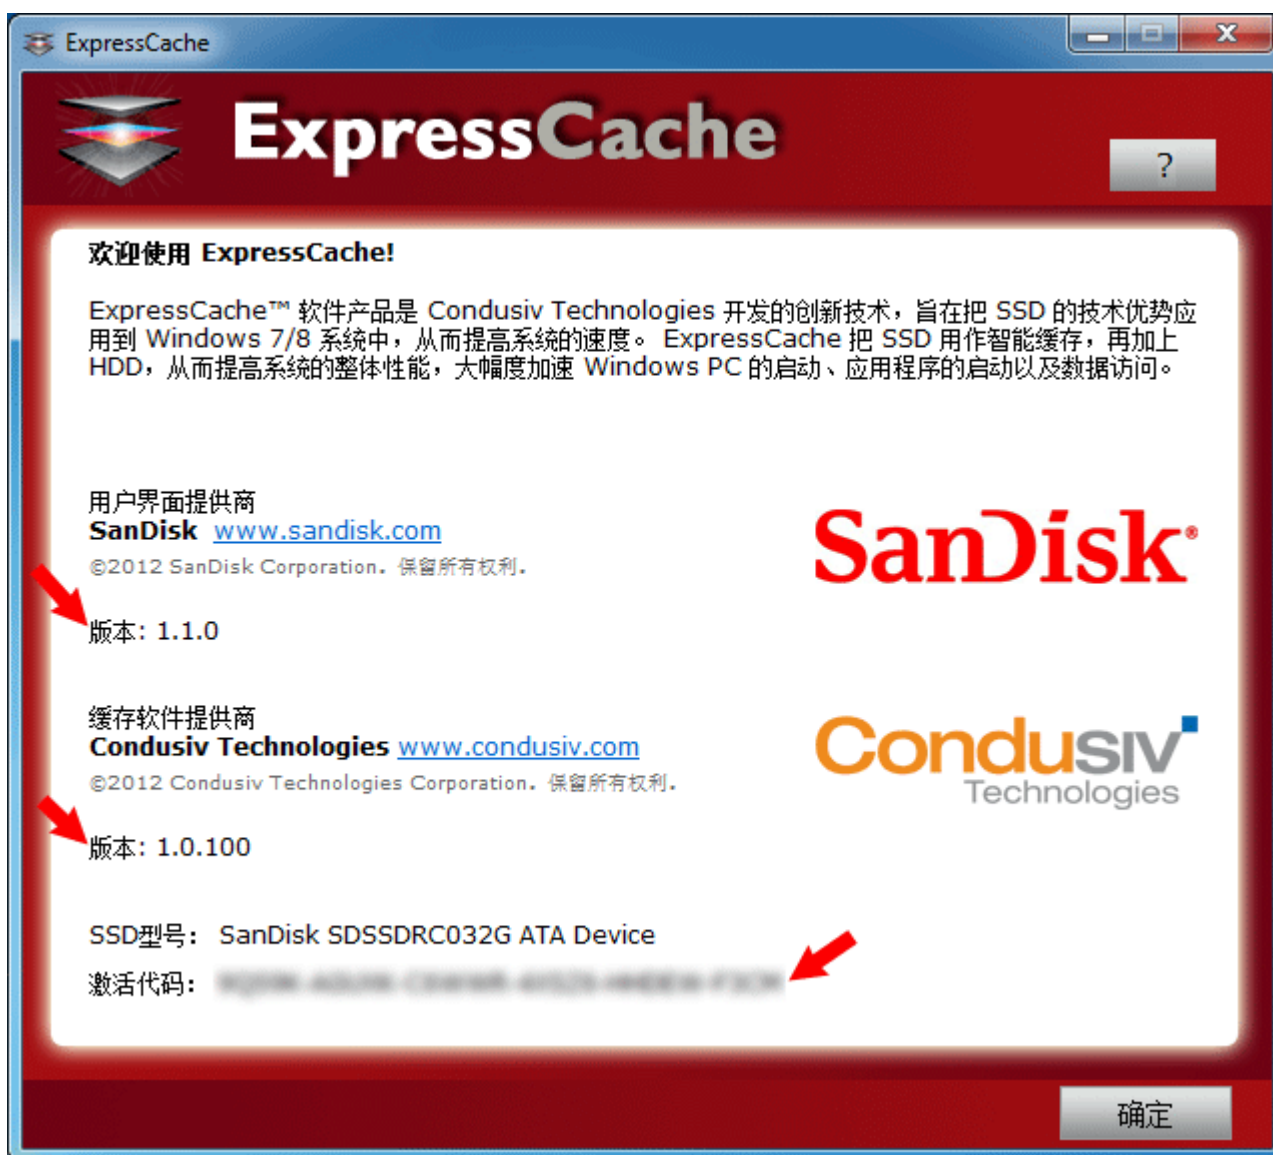 ExpressCache
ExpressCache
?
欢迎使用 ExpressCache!
ExpressCache™ 软件产品是 Condusiv Technologies 开发的创新技术，旨在把 SSD 的技术优势应
用到 Windows 7/8 系统中，从而提高系统的速度。 ExpressCache 把 SSD 用作智能缓存，再加上
HDD，从而提高系统的整体性能，大幅度加速 Windows PC 的启动、应用程序的启动以及数据访问。
用户界面提供商
SanDisk www.sandisk.com
©2012 SanDisk Corporation。保留所有权利。
SanDisk®
版本: 1.1.0
缓存软件提供商
Condusiv Technologies www.condusiv.com
©2012 Condusiv Technologies Corporation。保留所有权利。
Condusiv
Technologies
版本: 1.0.100
SSD型号： SanDisk SDSSDRC032G ATA Device
激活代码：
确定